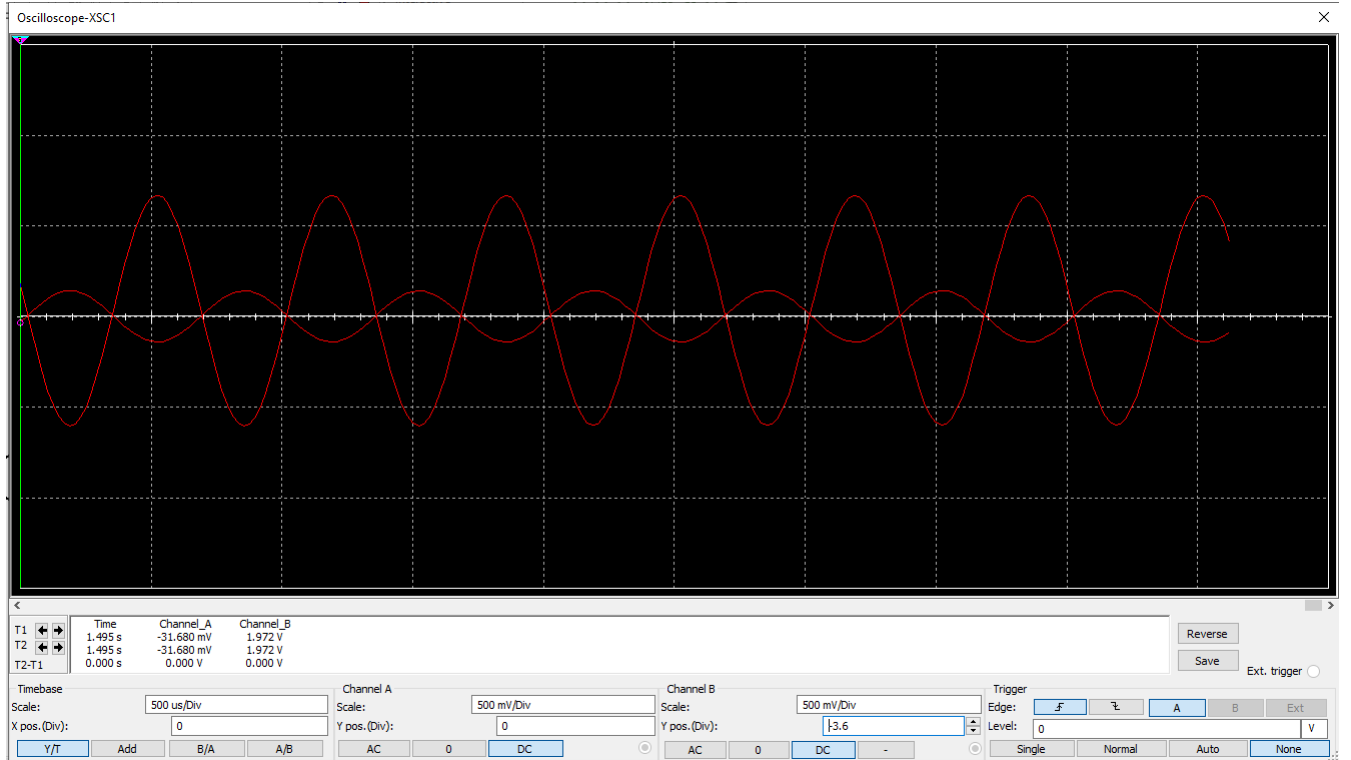 Oscilloscope-XSC1
T1
T2
T2-T1
Time Channel_A Channel_B
1.495 s -31.680 mV 1.972 V
1.495 s -31.680 mV 1.972 V
0.000 s 0.000 V 0.000 V
Reverse
Save
Ext. trigger
Timebase
Scale: 500 us/Div
X pos.(Div): 0
Y/T Add B/A A/B
Channel A
Scale: 500 mV/Div
Y pos.(Div): 0
AC 0 DC
Channel B
Scale: 500 mV/Div
Y pos.(Div): -3.6
AC 0 DC -
Trigger
Edge: A B Ext
Level: 0 V
Single Normal Auto None